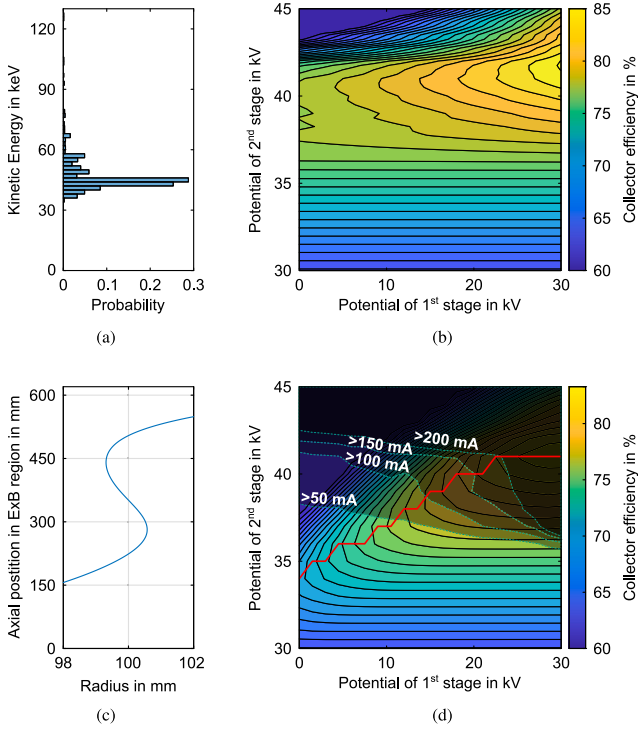 130
120
90
60
30
0
Kinetic Energy in keV
0 0.1 0.2 0.3
Probability
(a)
45
40
35
30
Potential of 2nd stage in kV
0 10 20 30
Potential of 1st stage in kV
85
80
75
70
65
60
Collector efficiency in %
(b)
600
450
300
150
0
Axial postition in ExB region in mm
98 100 102
Radius in mm
(c)
45
40
35
30
Potential of 2nd stage in kV
>200 mA
>150 mA
>100 mA
>50 mA
0 10 20 30
Potential of 1st stage in kV
80
75
70
65
60
Collector efficiency in %
(d)